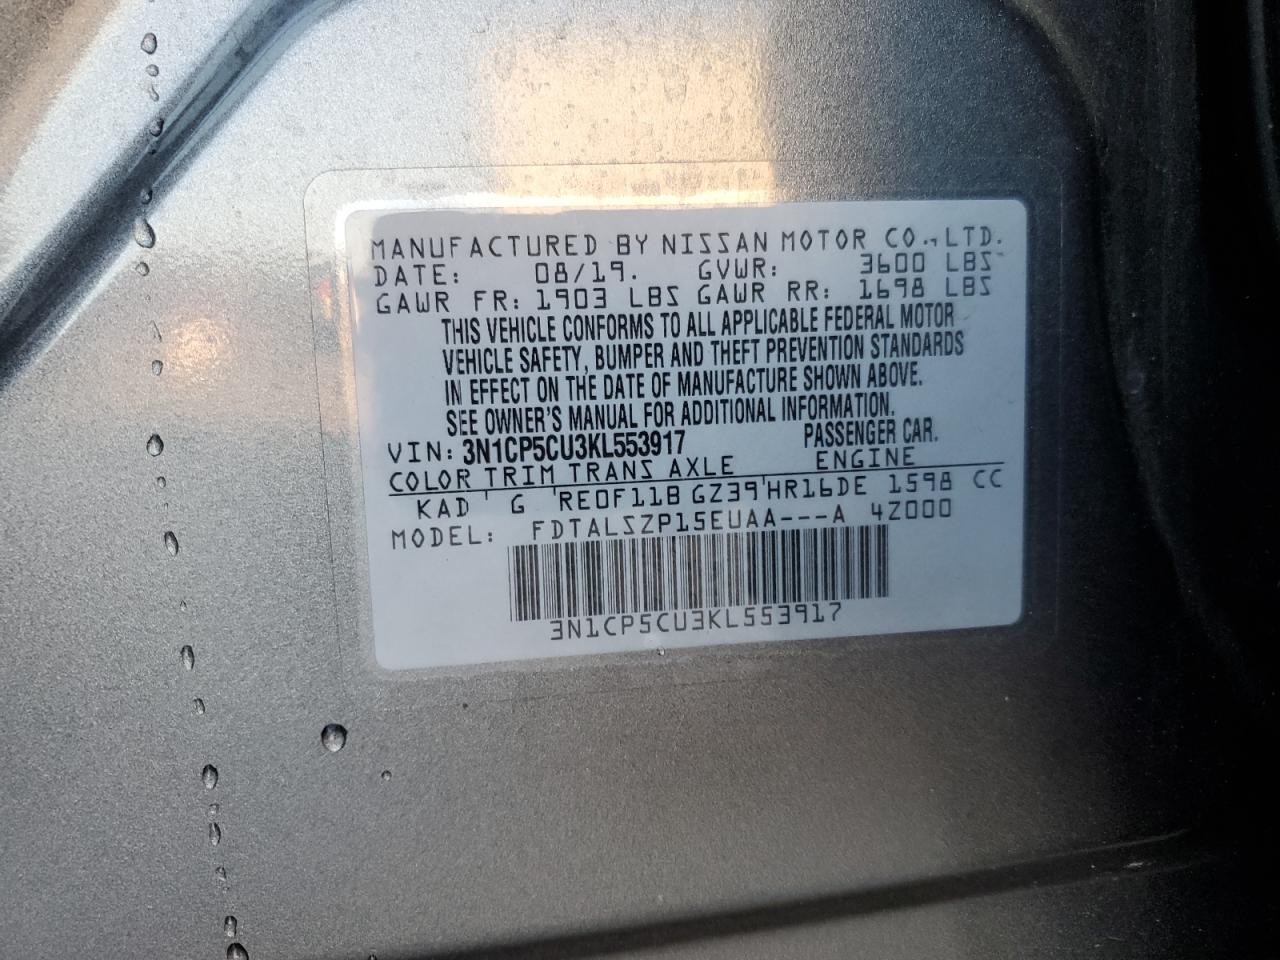 MANUFACTURED BY NISSAN MOTOR CO., LTD.
DATE: 08/19. GVWR: 3600 LBS
GAWR FR: 1903 LBS GAWR RR: 1698 LBS
THIS VEHICLE CONFORMS TO ALL APPLICABLE FEDERAL MOTOR
VEHICLE SAFETY, BUMPER AND THEFT PREVENTION STANDARDS
IN EFFECT ON THE DATE OF MANUFACTURE SHOWN ABOVE.
SEE OWNER'S MANUAL FOR ADDITIONAL INFORMATION.
VIN: 3N1CP5CU3KL553917 PASSENGER CAR.
COLOR TRIM TRANS AXLE ENGINE
KAD G RE0F11B GZ39 HR16DE 1598 CC
MODEL: FDTALSZP15EUAA---A 4Z000
3N1CP5CU3KL553917